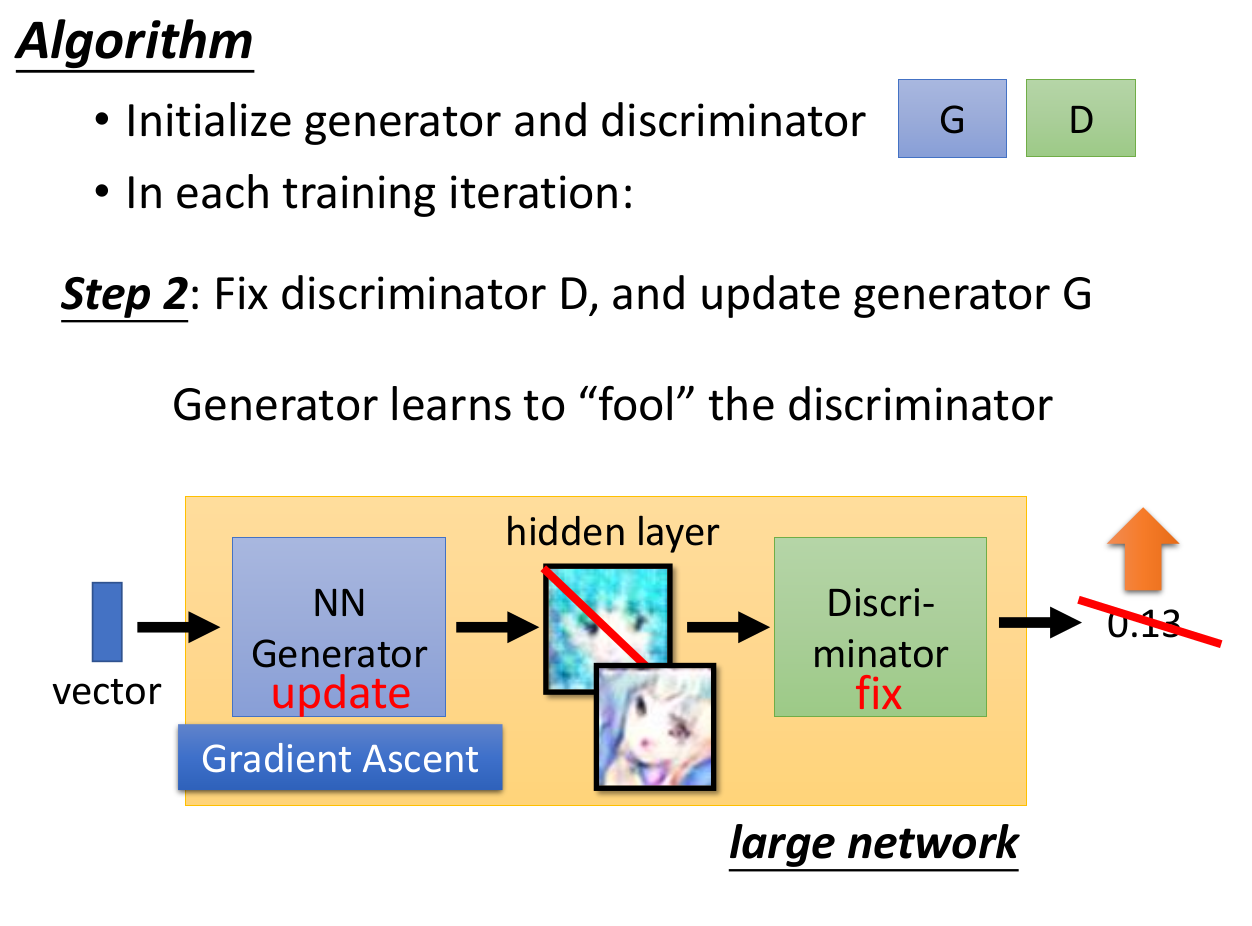 Algorithm
• Initialize generator and discriminator
G
D
• In each training iteration:
Step 2: Fix discriminator D, and update generator G
Generator learns to “fool” the discriminator
hidden layer
NN
Generator
update
Discri-
minator
fix
0.13
vector
Gradient Ascent
large network